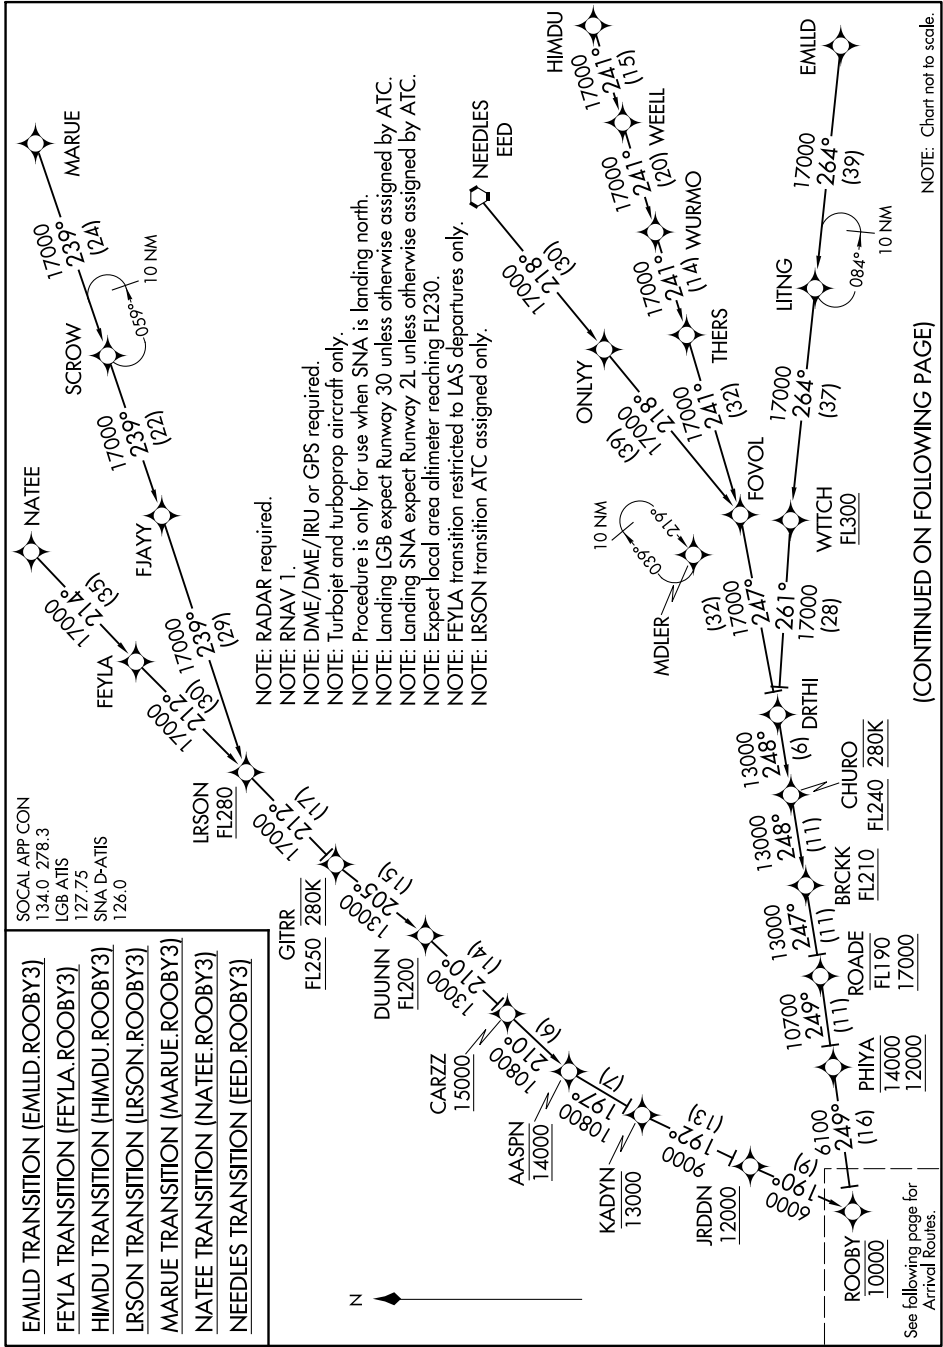 EMLLD TRANSITION (EMLLD.ROOBY3)
FEYLA TRANSITION (FEYLA.ROOBY3)
HIMDU TRANSITION (HIMDU.ROOBY3)
LRSON TRANSITION (LRSON.ROOBY3)
MARUE TRANSITION (MARUE.ROOBY3)
NATEE TRANSITION (NATEE.ROOBY3)
NEEDLES TRANSITION (EED.ROOBY3)
SOCAL APP CON
134.0 278.3
LGB ATIS
127.75
SNA D-ATIS
126.0
NATEE
17000
214°
(35)
FEYLA
17000
212°
(30)
MARUE
17000
239°
(24)
SCROW
059°
10 NM
17000
239°
(22)
FJAYY
17000
239°
(29)
LRSON
FL280
17000
212°
(17)
GITRR
FL250 280K
13000
205°
(15)
DUUNN
FL200
13000
210°
(14)
CARZZ
15000
10800
210°
(6)
AASPN
14000
10800
197°
(7)
KADYN
13000
9000
192°
(13)
JRDDN
12000
6000
190°
(9)
ROOBY
10000
N
See following page for
Arrival Routes.
NOTE: RADAR required.
NOTE: RNAV 1.
NOTE: DME/DME/IRU or GPS required.
NOTE: Turbojet and turboprop aircraft only.
NOTE: Procedure is only for use when SNA is landing north.
NOTE: Landing LGB expect Runway 30 unless otherwise assigned by ATC.
NOTE: Landing SNA expect Runway 2L unless otherwise assigned by ATC.
NOTE: Expect local area altimeter reaching FL230.
NOTE: FEYLA transition restricted to LAS departures only.
NOTE: LRSON transition ATC assigned only.
NEEDLES
EED
17000
218°
(30)
ONLYY
17000
218°
(39)
HIMDU
17000
241°
(15)
WEELL
17000
241°
(20)
WURMO
17000
241°
(14)
THERS
17000
241°
(32)
FOVOL
MDLER
039°
219°
10 NM
17000
247°
(32)
EMLLD
17000
264°
(39)
LITNG
084°
10 NM
17000
264°
(37)
WTTCH
FL300
261°
17000
(28)
DRTHI
13000
248°
(6)
CHURO
FL240 280K
13000
248°
(11)
BRCKK
FL210
13000
247°
(11)
ROADE
FL190
17000
10700
249°
(11)
PHIYA
14000
12000
6100
249°
(16)
NOTE: Chart not to scale.
(CONTINUED ON FOLLOWING PAGE)